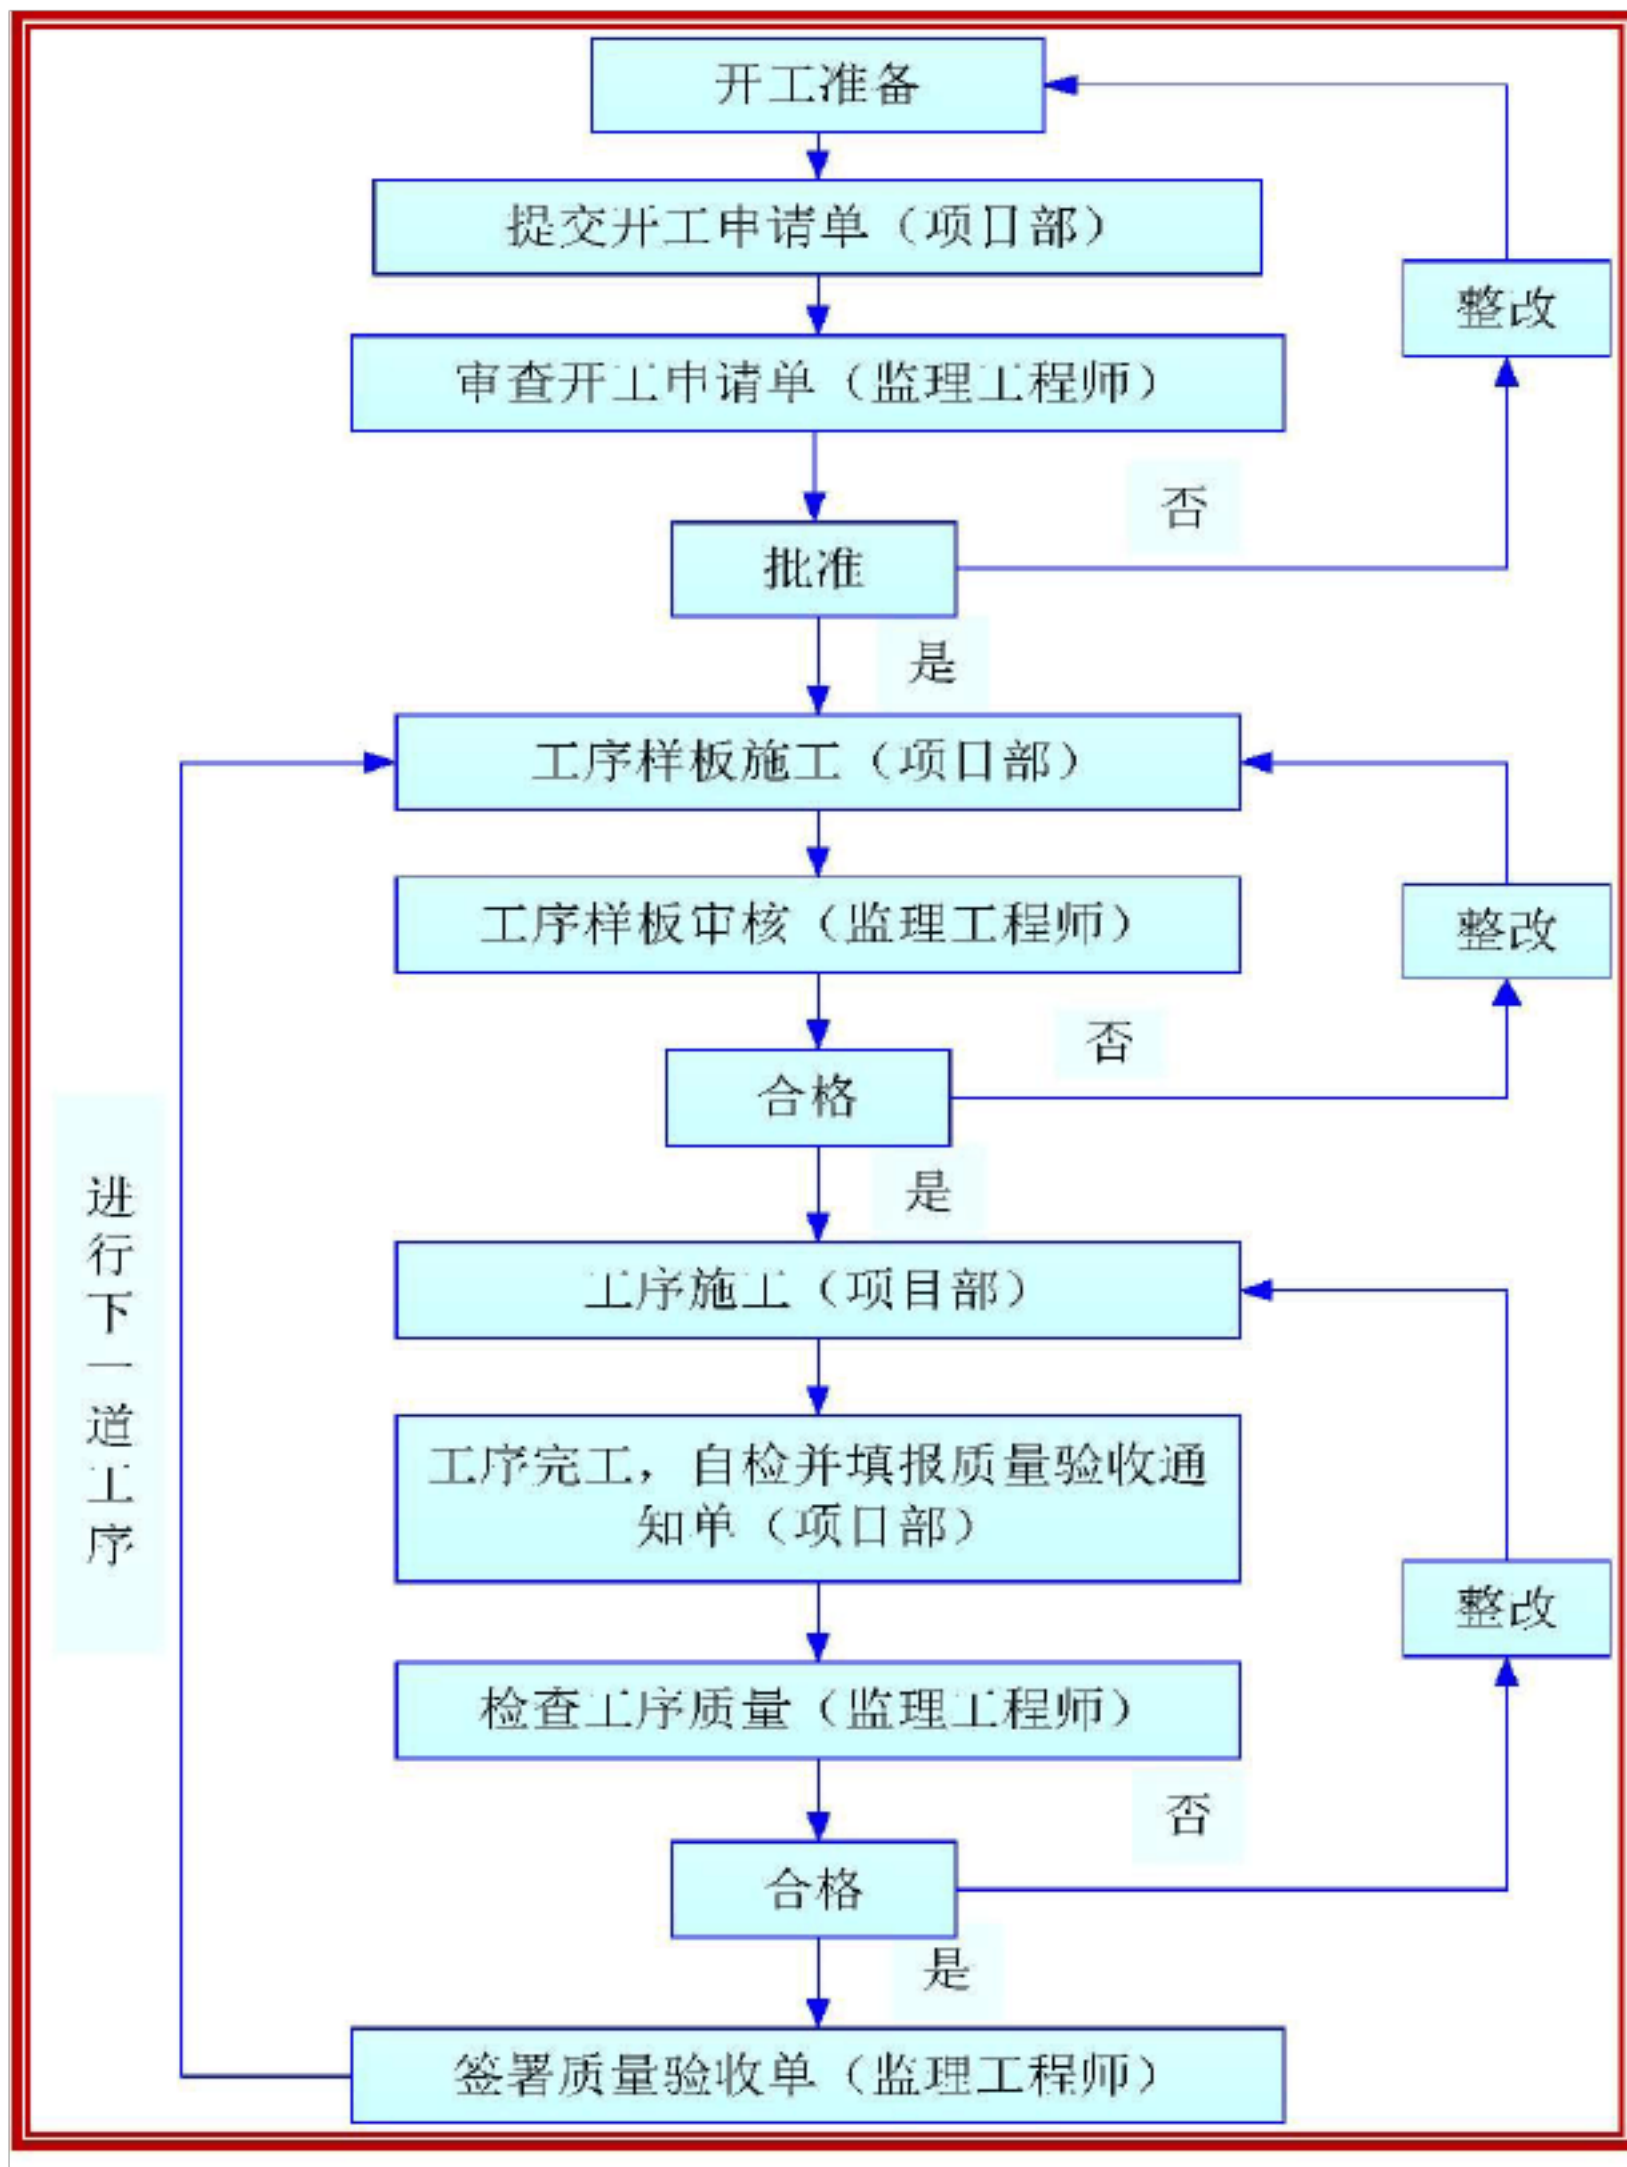 开工准备
提交开工申请单（项目部）
整改
审查开工申请单（监理工程师）
否
批准
是
工序样板施工（项目部）
工序样板审核（监理工程师）
整改
否
合格
是
进行下一道工序
工序施工（项目部）
工序完工，自检并填报质量验收通
知单（项目部）
整改
检查工序质量（监理工程师）
否
合格
是
签署质量验收单（监理工程师）